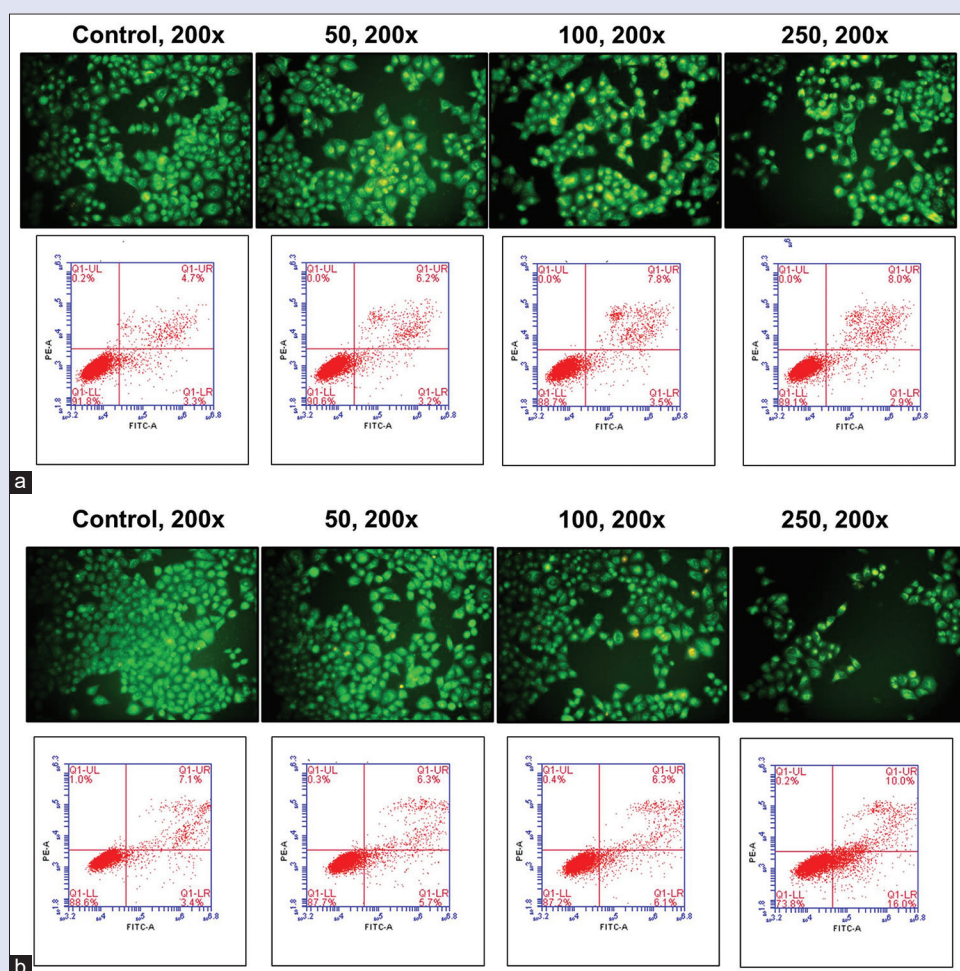 Control, 200x 50, 200x 100, 200x 250, 200x
Q1-UL Q1-UR Q1-UL Q1-UR Q1-UL Q1-UR Q1-UL Q1-UR
0.2% 4.7% 0.0% 6.2% 0.0% 7.8% 0.0% 8.0%
PE-A PE-A PE-A PE-A
Q1-LL Q1-LR Q1-LL Q1-LR Q1-LL Q1-LR Q1-LL Q1-LR
91.8% 3.3% 90.6% 3.2% 88.7% 3.5% 89.1% 2.9%
FITC-A FITC-A FITC-A FITC-A
a
Control, 200x 50, 200x 100, 200x 250, 200x
Q1-UL Q1-UR Q1-UL Q1-UR Q1-UL Q1-UR Q1-UL Q1-UR
1.0% 7.1% 0.3% 6.3% 0.4% 6.3% 0.2% 10.0%
PE-A PE-A PE-A PE-A
Q1-LL Q1-LR Q1-LL Q1-LR Q1-LL Q1-LR Q1-LL Q1-LR
88.6% 3.4% 87.7% 5.7% 87.2% 6.1% 73.8% 16.0%
FITC-A FITC-A FITC-A FITC-A
b